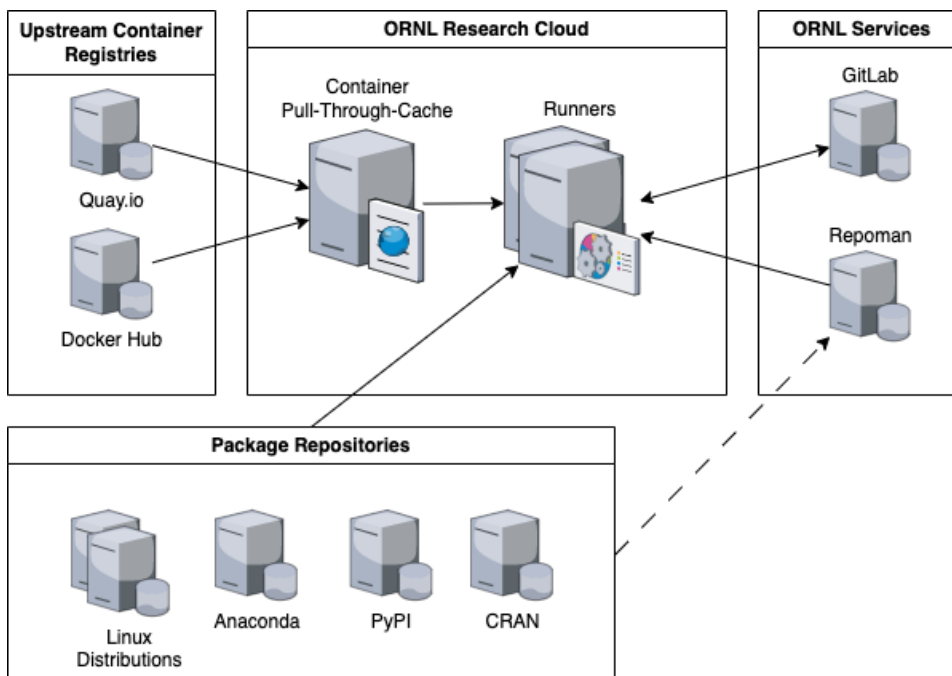 Upstream Container
Registries
Quay.io
Docker Hub
ORNL Research Cloud
Container
Pull-Through-Cache
Runners
ORNL Services
GitLab
Repoman
Package Repositories
Linux
Distributions
Anaconda
PyPI
CRAN